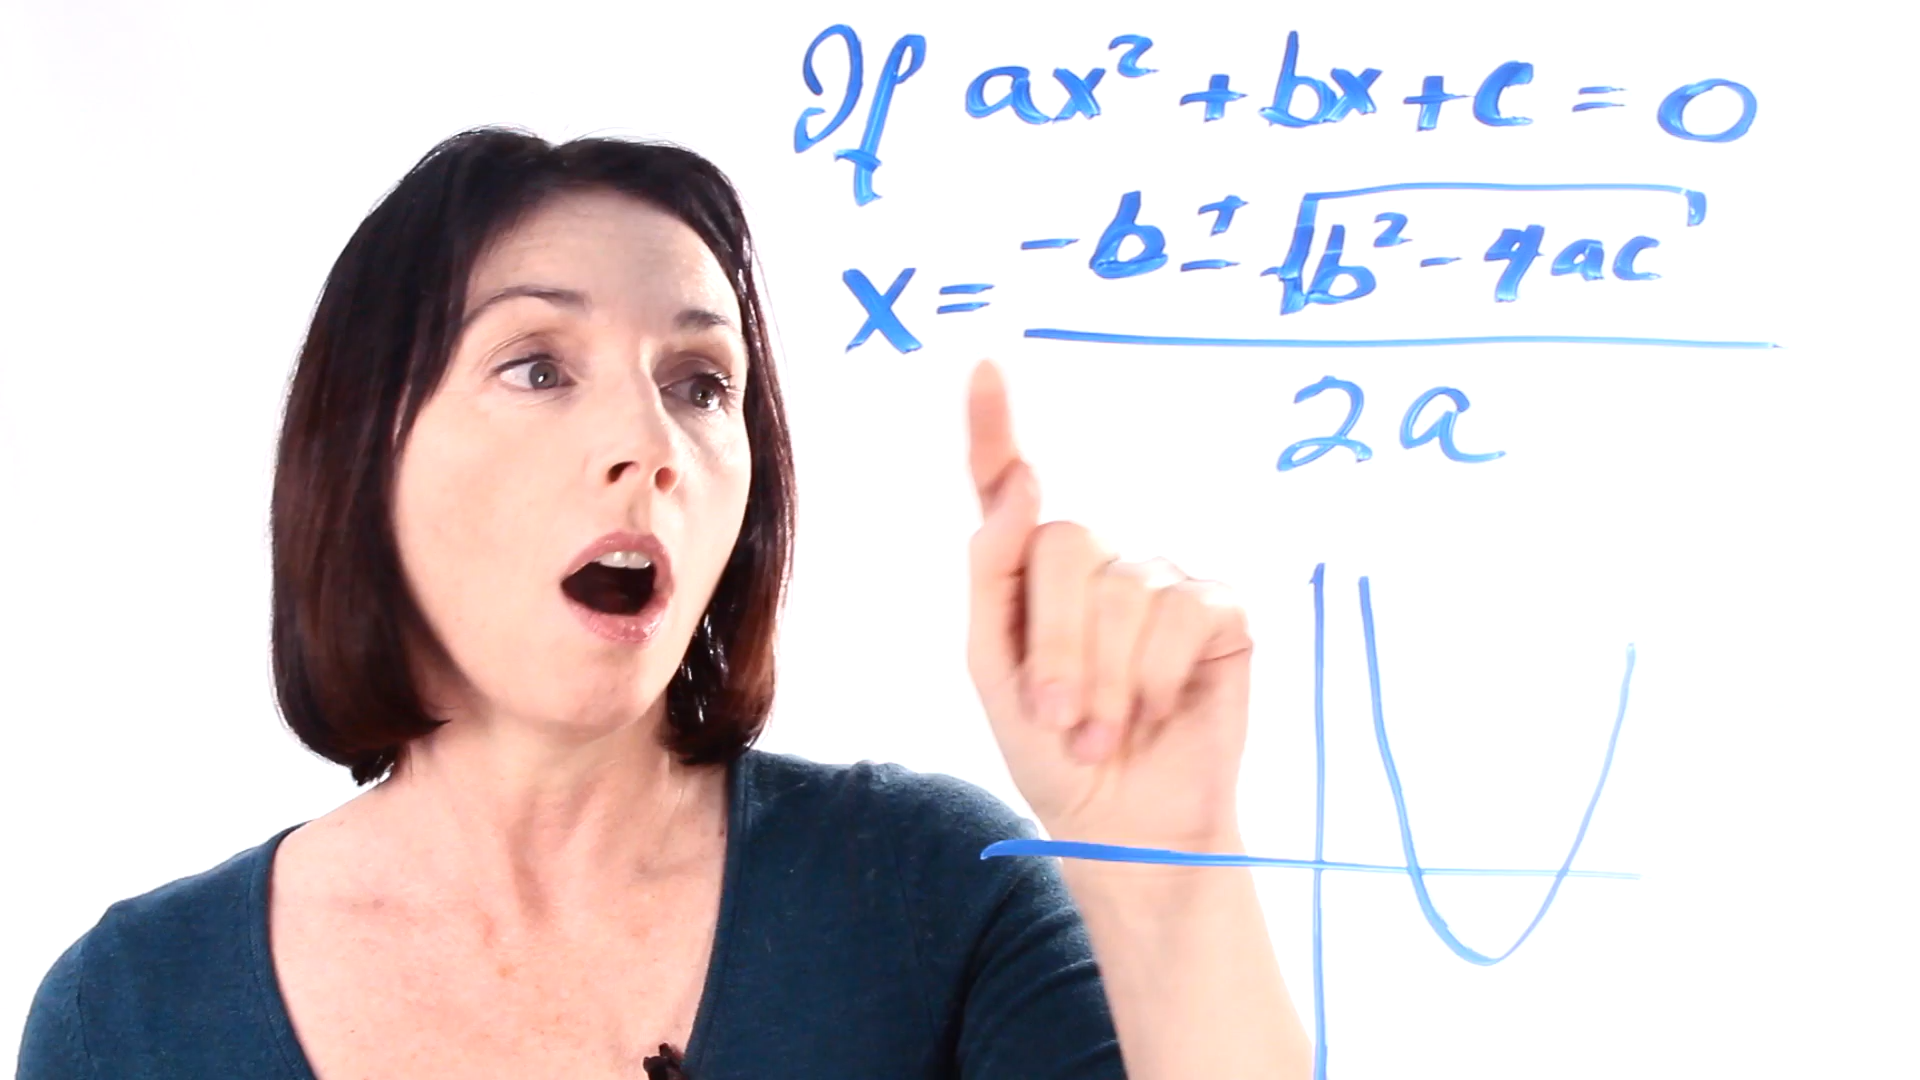 If ax² + bx + c = 0
x = -b ± √b² - 4ac
2a